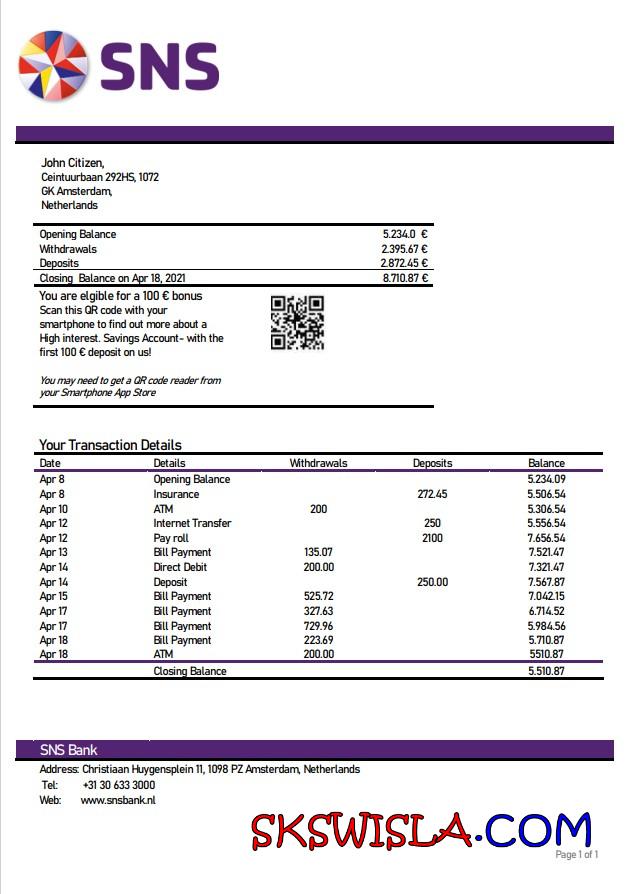 SNS
John Citizen,
Ceintuurbaan 292HS, 1072
GK Amsterdam,
Netherlands
Opening Balance 5.234.0 €
Withdrawals 2.395.67 €
Deposits 2.872.45 €
Closing Balance on Apr 18, 2021 8.710.87 €
You are elgible for a 100 € bonus
Scan this QR code with your
smartphone to find out more about a
High interest. Savings Account- with the
first 100 € deposit on us!
You may need to get a QR code reader from
your Smartphone App Store
Your Transaction Details
Date Details Withdrawals Deposits Balance
Apr 8 Opening Balance 5.234.09
Apr 8 Insurance 272.45 5.506.54
Apr 10 ATM 200 5.306.54
Apr 12 Internet Transfer 250 5.556.54
Apr 12 Pay roll 2100 7.656.54
Apr 13 Bill Payment 135.07 7.521.47
Apr 14 Direct Debit 200.00 7.321.47
Apr 14 Deposit 250.00 7.567.87
Apr 15 Bill Payment 525.72 7.042.15
Apr 17 Bill Payment 327.63 6.714.52
Apr 17 Bill Payment 729.96 5.984.56
Apr 18 Bill Payment 223.69 5.710.87
Apr 18 ATM 200.00 5510.87
Closing Balance 5.510.87
SNS Bank
Address: Christiaan Huygensplein 11, 1098 PZ Amsterdam, Netherlands
Tel: +31 30 633 3000
Web: www.snsbank.nl
SKSWISLA.COM
Page 1 of 1